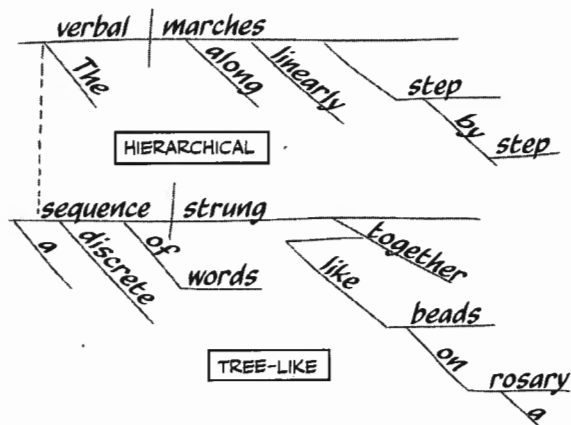 verbal marches
The along linearly
step
by
step
HIERARCHICAL
sequence strung
a discrete of together
words like
beads
on
TREE-LIKE
rosary
a